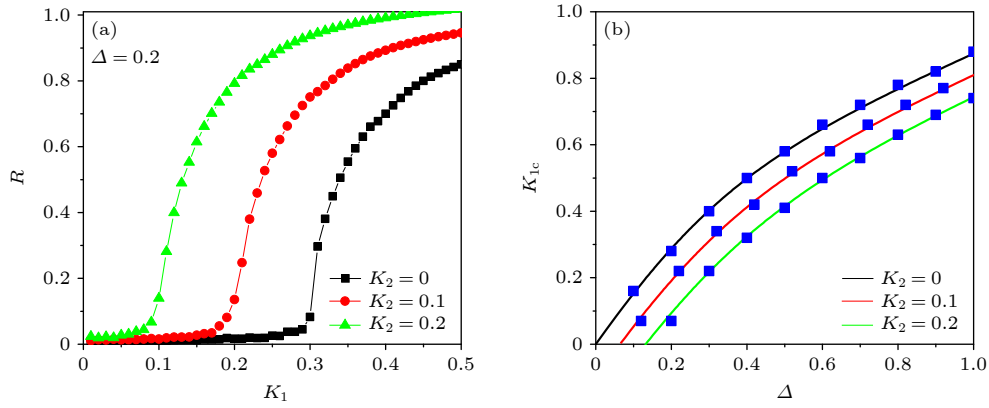 (a)
Δ = 0.2
R
1.0
0.8
0.6
0.4
0.2
0
K₂ = 0
K₂ = 0.1
K₂ = 0.2
0 0.1 0.2 0.3 0.4 0.5
K₁
(b)
K₁c
1.0
0.8
0.6
0.4
0.2
0
K₂ = 0
K₂ = 0.1
K₂ = 0.2
0 0.2 0.4 0.6 0.8 1.0
Δ